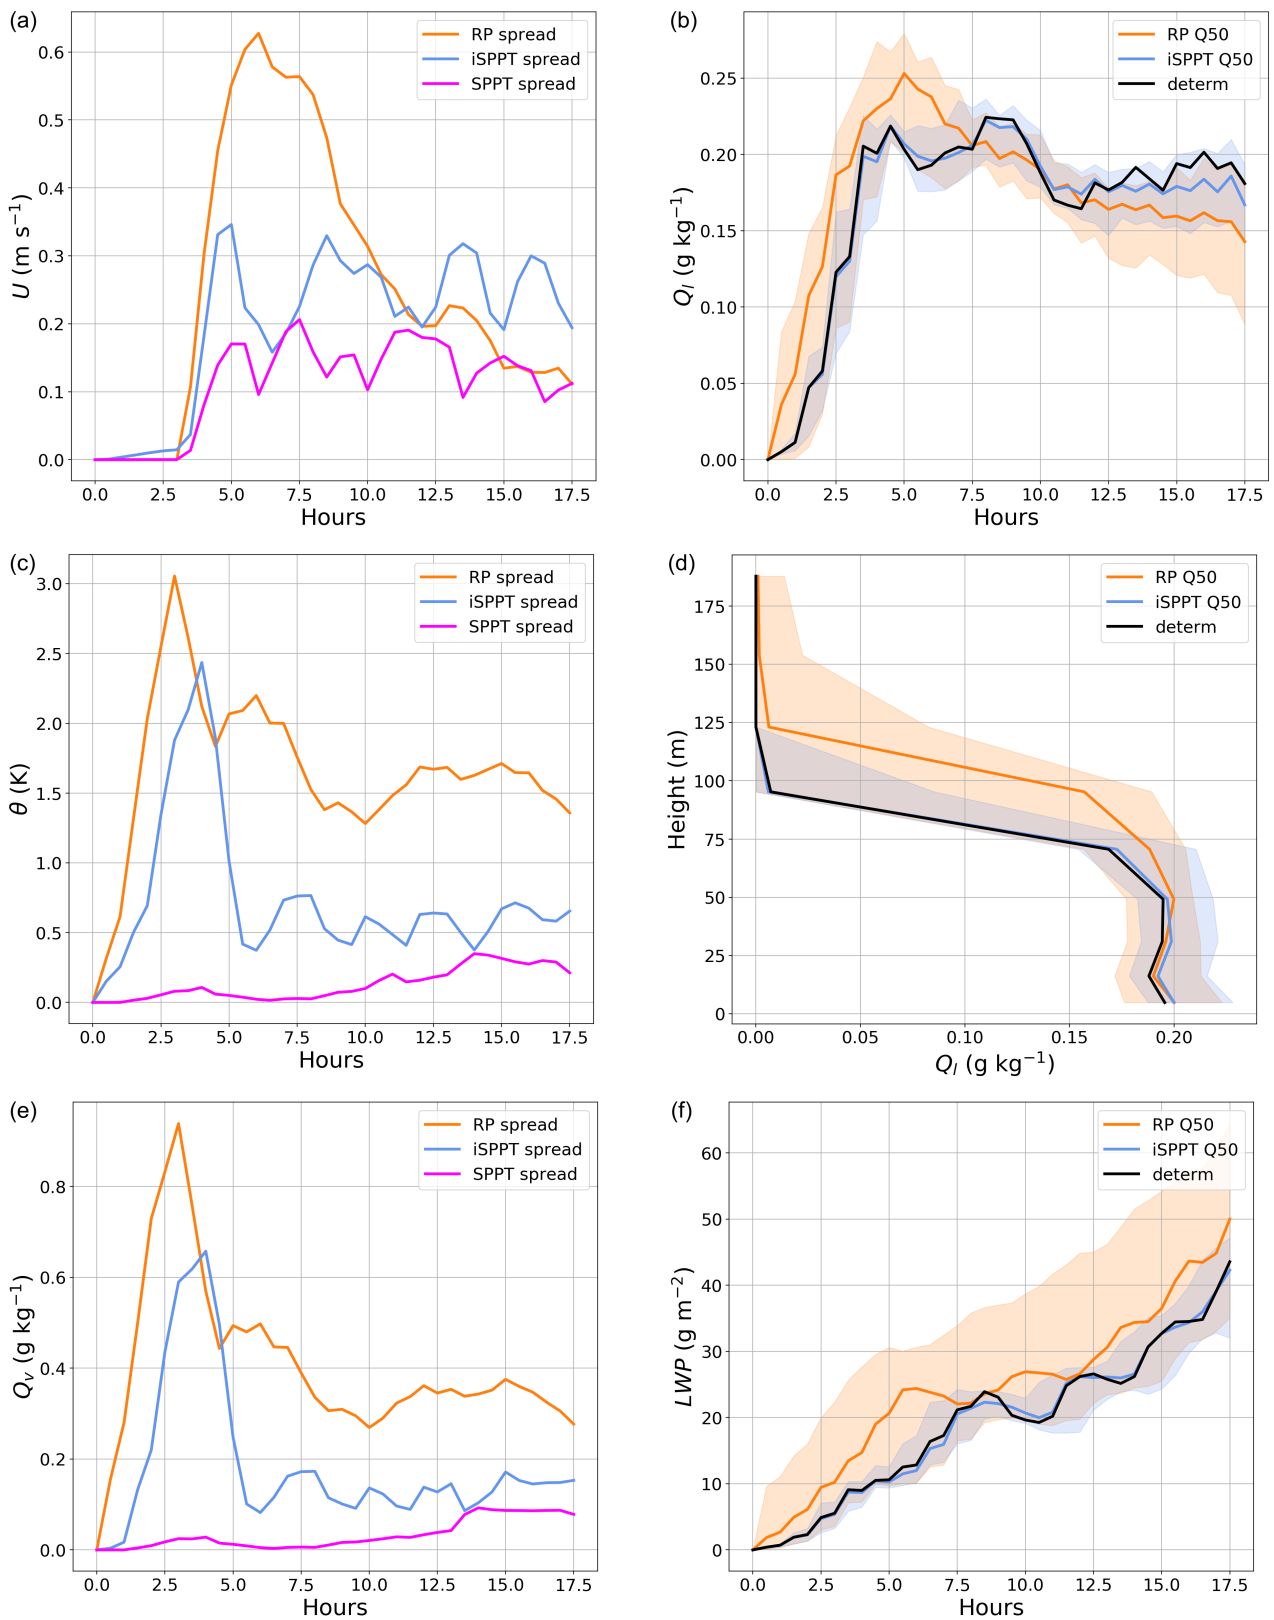 (a)
RP spread
iSPPT spread
SPPT spread
U (m s⁻¹)
0.6
0.5
0.4
0.3
0.2
0.1
0.0
0.0 2.5 5.0 7.5 10.0 12.5 15.0 17.5
Hours
(b)
RP Q50
iSPPT Q50
determ
Q_l (g kg⁻¹)
0.25
0.20
0.15
0.10
0.05
0.00
0.0 2.5 5.0 7.5 10.0 12.5 15.0 17.5
Hours
(c)
RP spread
iSPPT spread
SPPT spread
θ (K)
3.0
2.5
2.0
1.5
1.0
0.5
0.0
0.0 2.5 5.0 7.5 10.0 12.5 15.0 17.5
Hours
(d)
RP Q50
iSPPT Q50
determ
Height (m)
175
150
125
100
75
50
25
0
0.00 0.05 0.10 0.15 0.20
Q_l (g kg⁻¹)
(e)
RP spread
iSPPT spread
SPPT spread
Q_v (g kg⁻¹)
0.8
0.6
0.4
0.2
0.0
0.0 2.5 5.0 7.5 10.0 12.5 15.0 17.5
Hours
(f)
RP Q50
iSPPT Q50
determ
LWP (g m⁻²)
60
50
40
30
20
10
0
0.0 2.5 5.0 7.5 10.0 12.5 15.0 17.5
Hours